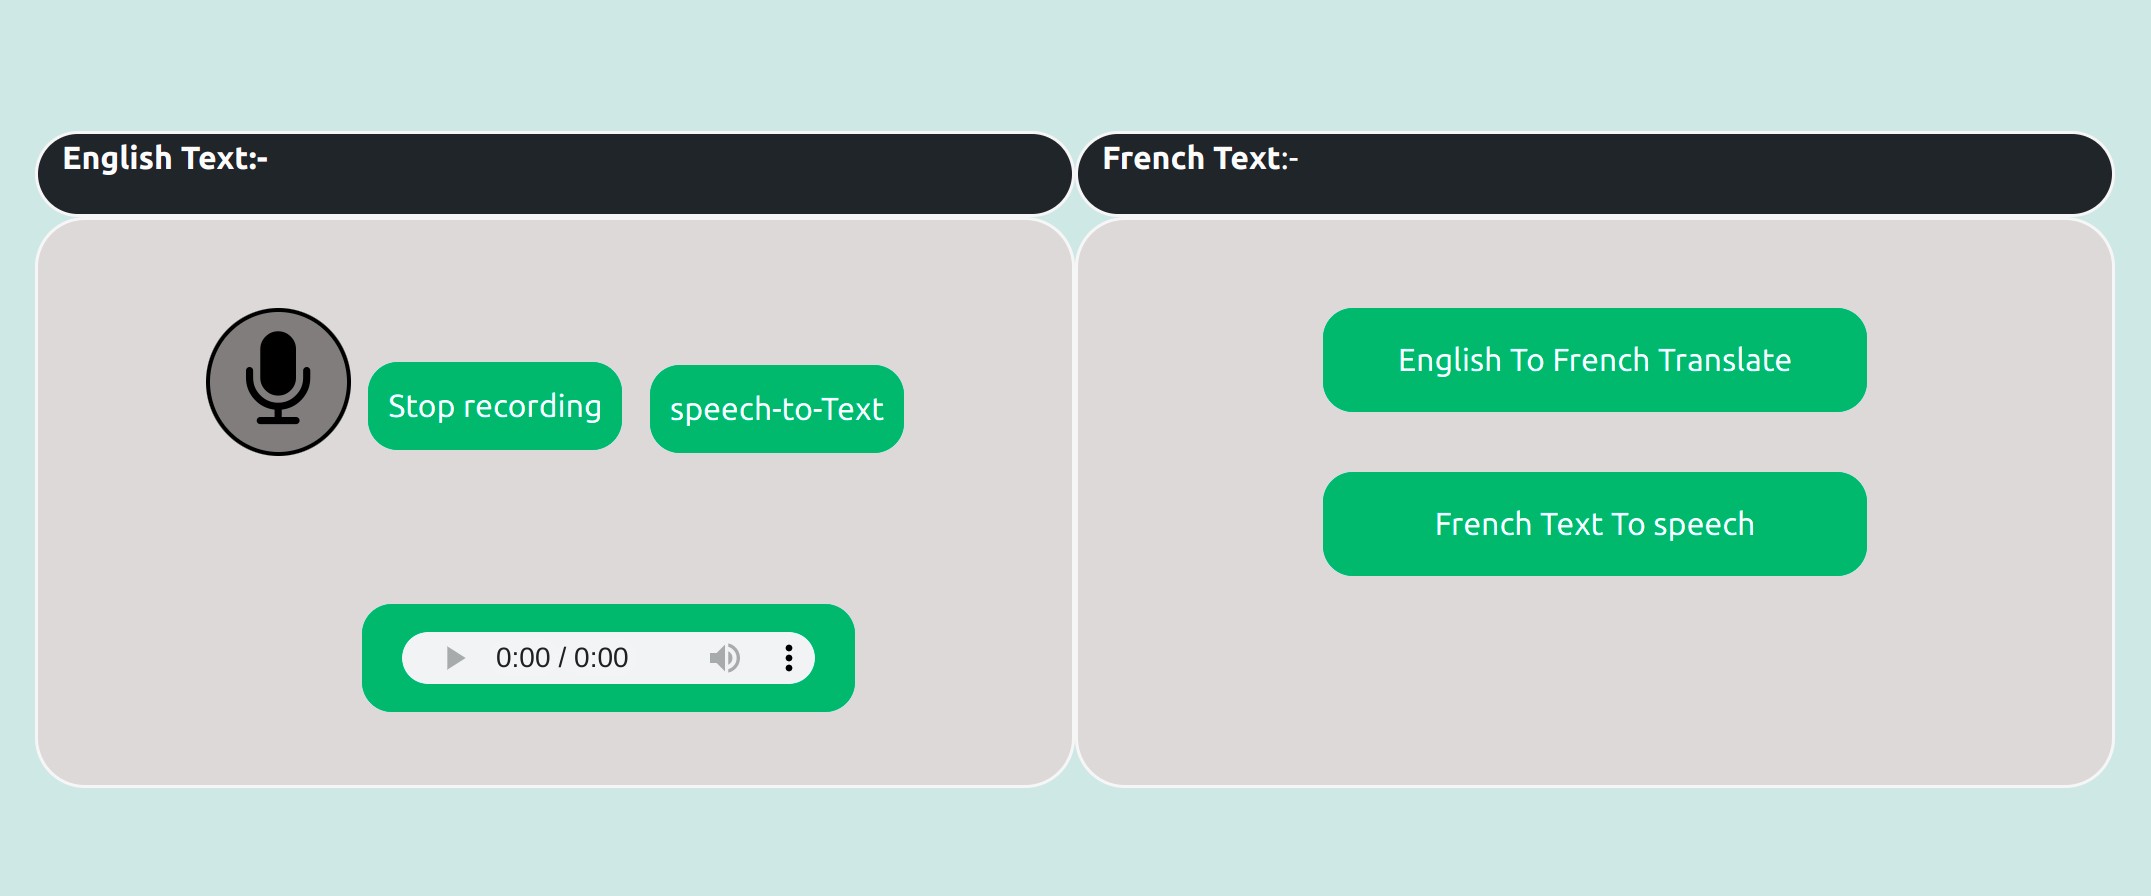 English Text:-
French Text:-
Stop recording
speech-to-Text
0:00 / 0:00
English To French Translate
French Text To speech